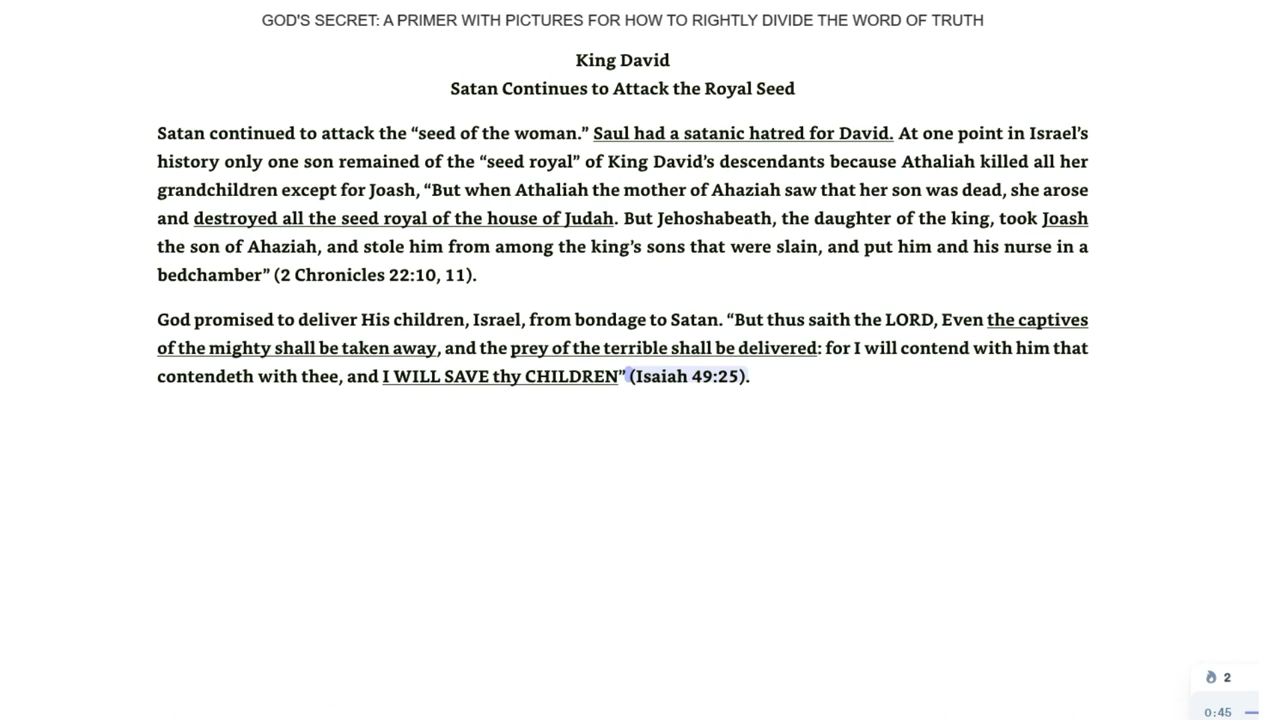 GOD'S SECRET: A PRIMER WITH PICTURES FOR HOW TO RIGHTLY DIVIDE THE WORD OF TRUTH
King David
Satan Continues to Attack the Royal Seed
Satan continued to attack the “seed of the woman.” Saul had a satanic hatred for David. At one point in Israel’s
history only one son remained of the “seed royal” of King David’s descendants because Athaliah killed all her
grandchildren except for Joash, “But when Athaliah the mother of Ahaziah saw that her son was dead, she arose
and destroyed all the seed royal of the house of Judah. But Jehoshabeath, the daughter of the king, took Joash
the son of Ahaziah, and stole him from among the king’s sons that were slain, and put him and his nurse in a
bedchamber” (2 Chronicles 22:10, 11).
God promised to deliver His children, Israel, from bondage to Satan. “But thus saith the LORD, Even the captives
of the mighty shall be taken away, and the prey of the terrible shall be delivered: for I will contend with him that
contendeth with thee, and I WILL SAVE thy CHILDREN” (Isaiah 49:25).
2
0:45